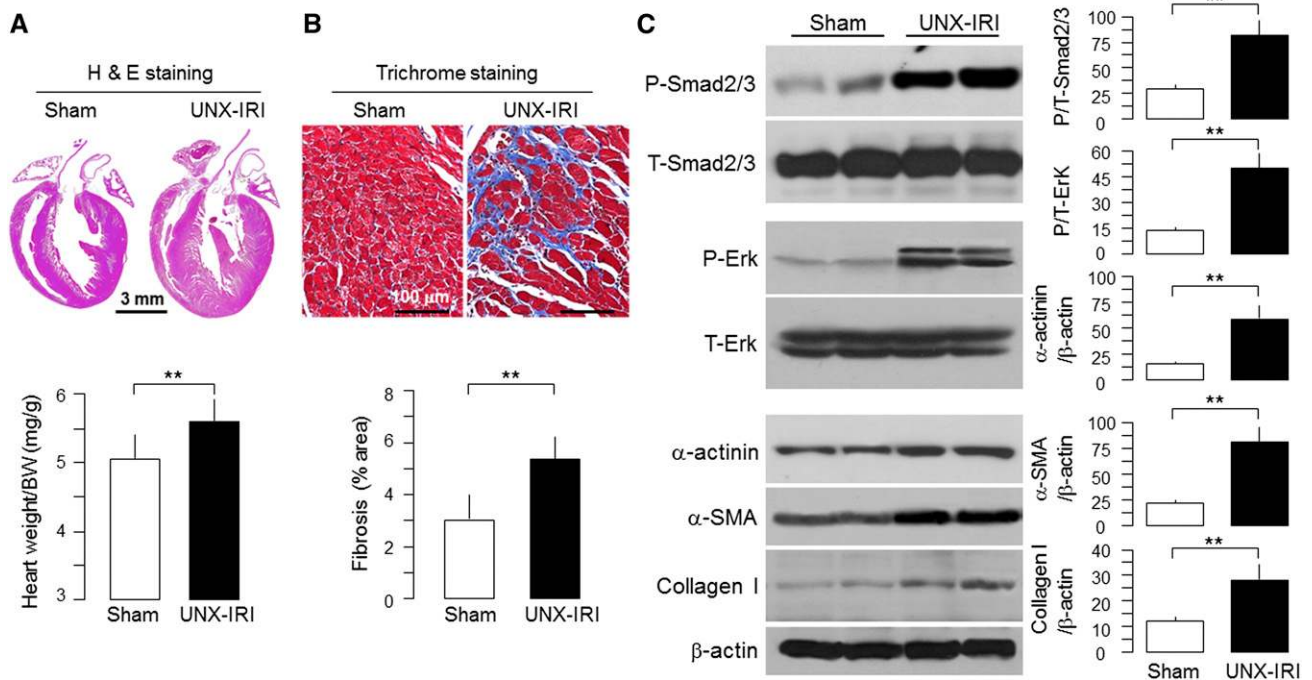 A
H & E staining
Sham UNX-IRI
3 mm
Heart weight/BW (mg/g)
6
5
4
3
**
Sham UNX-IRI
B
Trichrome staining
Sham UNX-IRI
100 µm
Fibrosis (% area)
8
6
4
2
0
**
Sham UNX-IRI
C
Sham UNX-IRI
P-Smad2/3
T-Smad2/3
P-Erk
T-Erk
α-actinin
α-SMA
Collagen I
β-actin
P/T-Smad2/3
100
75
50
25
0
**
P/T-ErK
60
45
30
15
0
**
α-actinin
/β-actin
100
75
50
25
0
**
α-SMA
/β-actin
100
75
50
25
0
**
Collagen I
/β-actin
40
30
20
10
0
**
Sham UNX-IRI